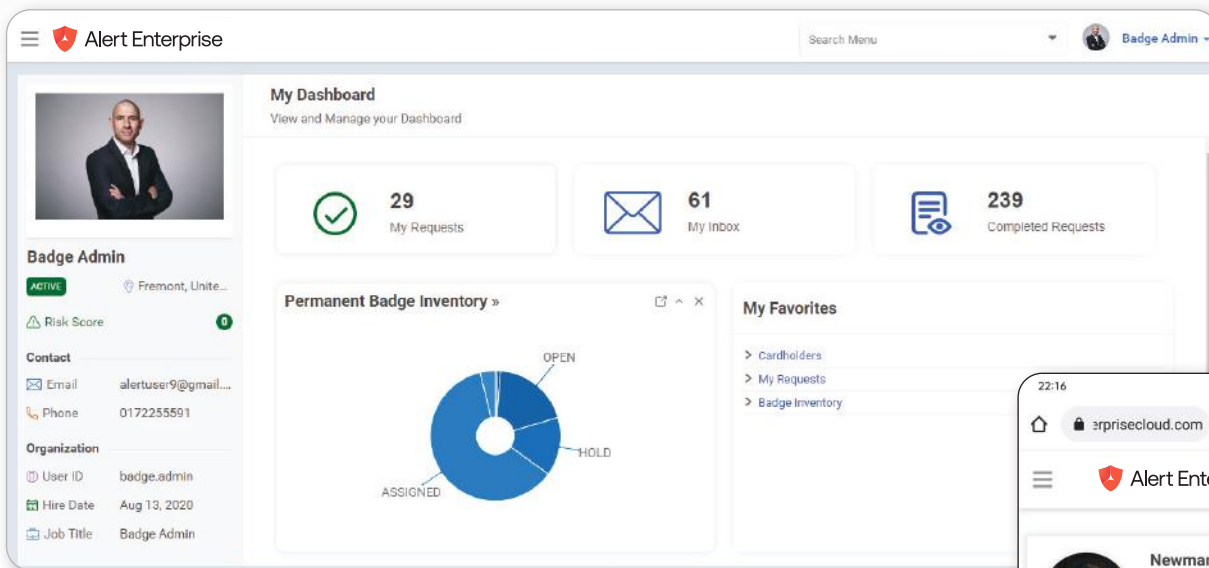 Alert Enterprise
Search Menu
Badge Admin
My Dashboard
View and Manage your Dashboard
29
My Requests
61
My Inbox
239
Completed Requests
Badge Admin
ACTIVE
Fremont, Unite...
Risk Score
0
Contact
Email alertuser9@gmail....
Phone 0172255591
Organization
User ID badge.admin
Hire Date Aug 13, 2020
Job Title Badge Admin
Permanent Badge Inventory »
OPEN
HOLD
ASSIGNED
My Favorites
> Cardholders
> My Requests
> Badge Inventory
22:16
erprisecloud.com
Alert Ente
Newmar